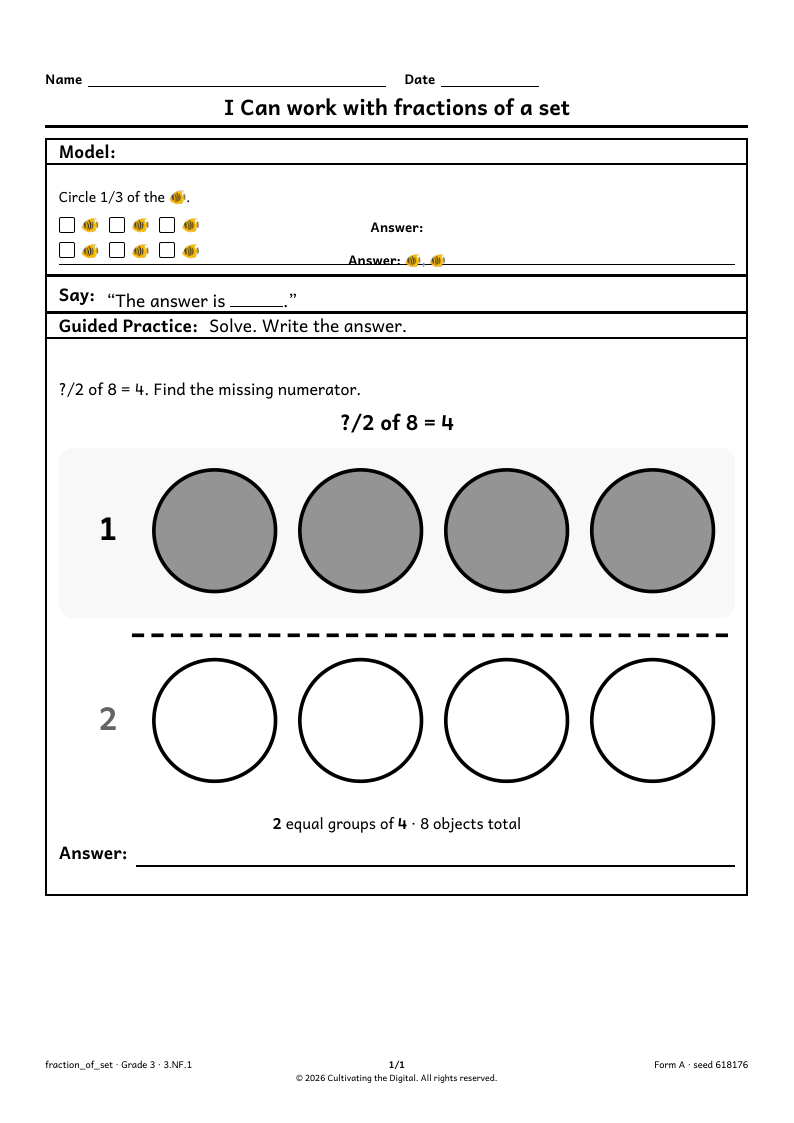 Name Date
I Can work with fractions of a set
Model:
Circle 1/3 of the 🐠.
Answer:
Answer: 🐠, 🐠
Say: “The answer is ______.”
Guided Practice: Solve. Write the answer.
?/2 of 8 = 4. Find the missing numerator.
?/2 of 8 = 4
1
2
2 equal groups of 4 · 8 objects total
Answer:
fraction_of_set · Grade 3 · 3.NF.1 1/1 Form A · seed 618176
© 2026 Cultivating the Digital. All rights reserved.